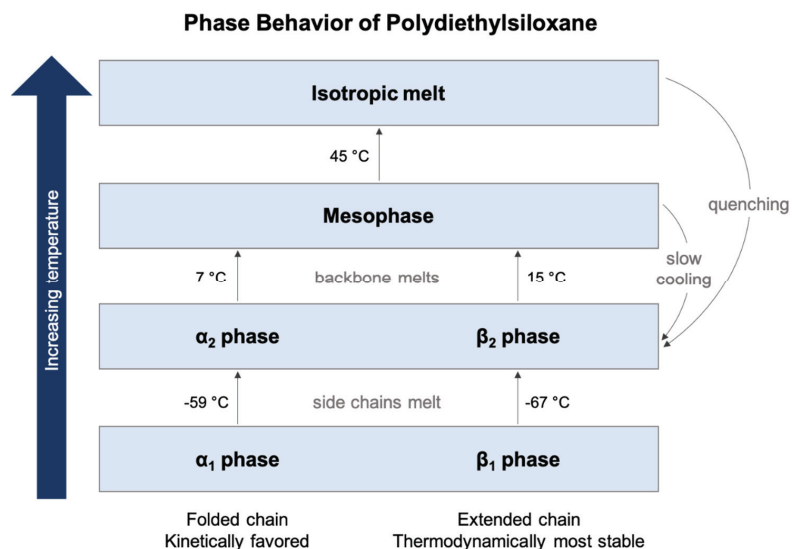 Phase Behavior of Polydiethylsiloxane
Increasing temperature
Isotropic melt
45 °C
Mesophase
quenching
slow
cooling
7 °C
backbone melts
15 °C
α₂ phase
β₂ phase
-59 °C
side chains melt
-67 °C
α₁ phase
β₁ phase
Folded chain
Kinetically favored
Extended chain
Thermodynamically most stable